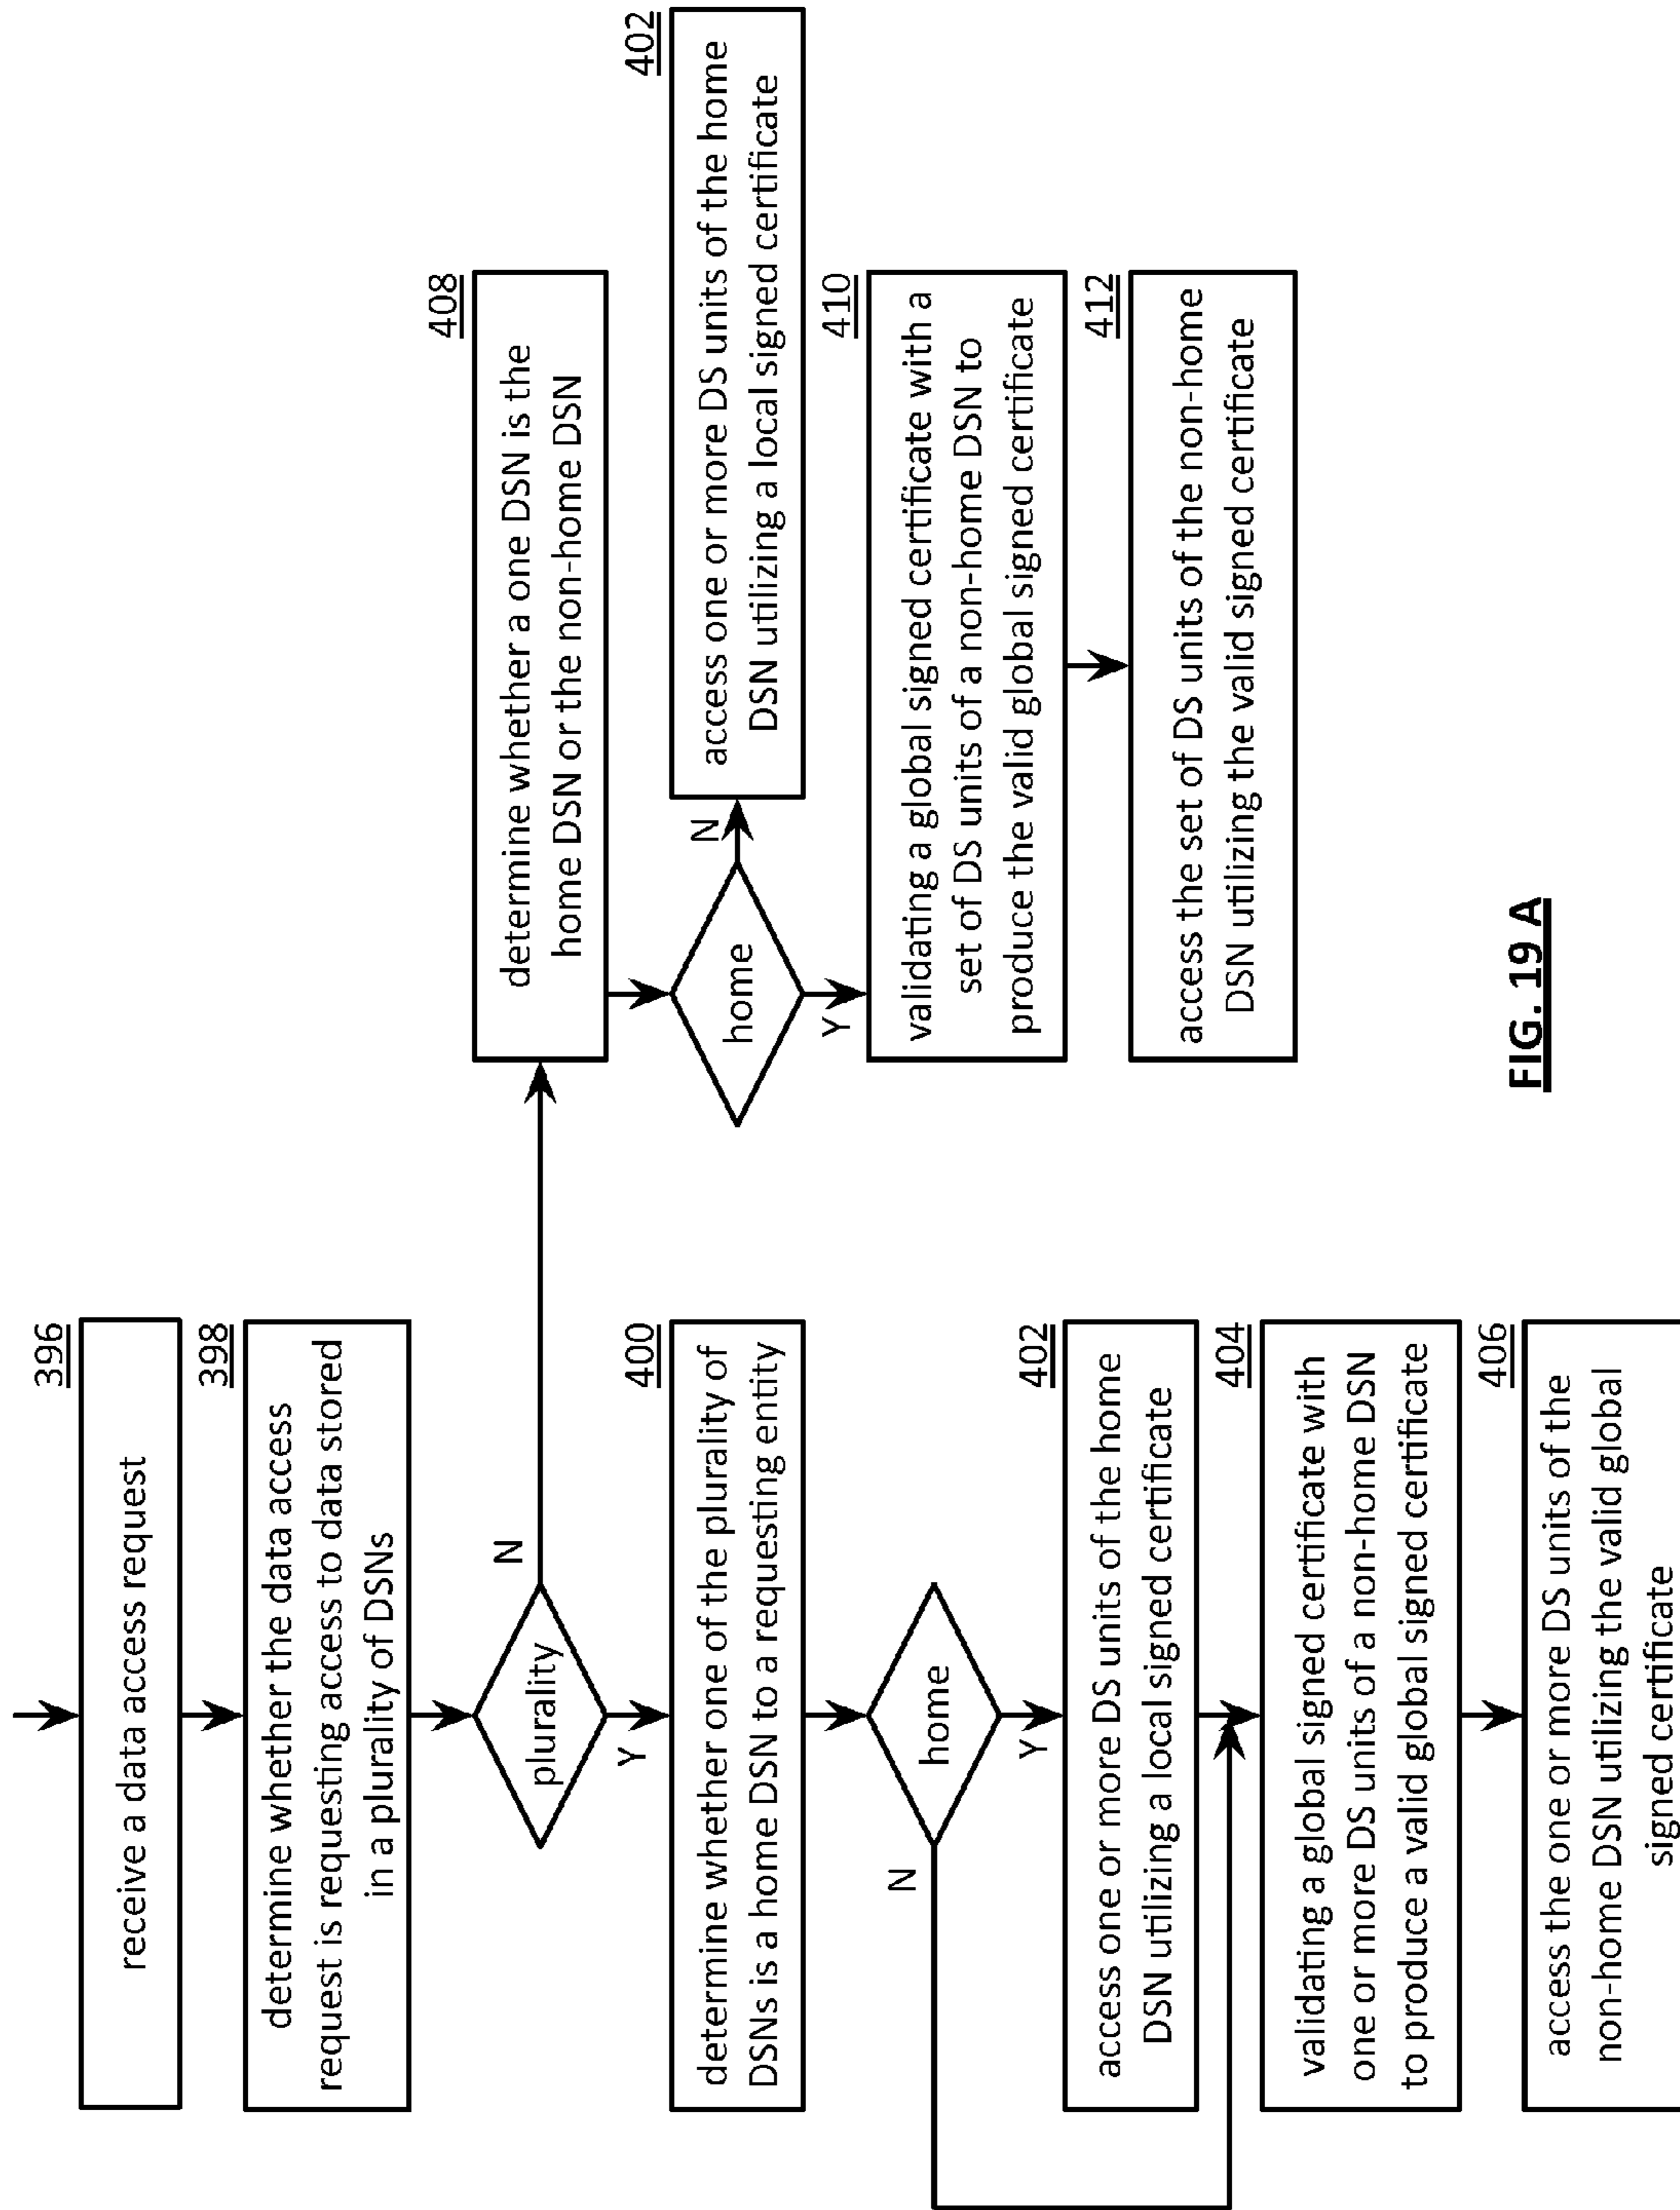 396
receive a data access request
398
determine whether the data access
request is requesting access to data stored
in a plurality of DSNs
plurality
N
Y
400
determine whether one of the plurality of
DSNs is a home DSN to a requesting entity
home
N
Y
402
access one or more DS units of the home
DSN utilizing a local signed certificate
404
validating a global signed certificate with
one or more DS units of a non-home DSN
to produce a valid global signed certificate
406
access the one or more DS units of the
non-home DSN utilizing the valid global
signed certificate
408
determine whether a one DSN is the
home DSN or the non-home DSN
home
N
Y
402
access one or more DS units of the home
DSN utilizing a local signed certificate
410
validating a global signed certificate with a
set of DS units of a non-home DSN to
produce the valid global signed certificate
412
access the set of DS units of the non-home
DSN utilizing the valid signed certificate
FIG. 19 A